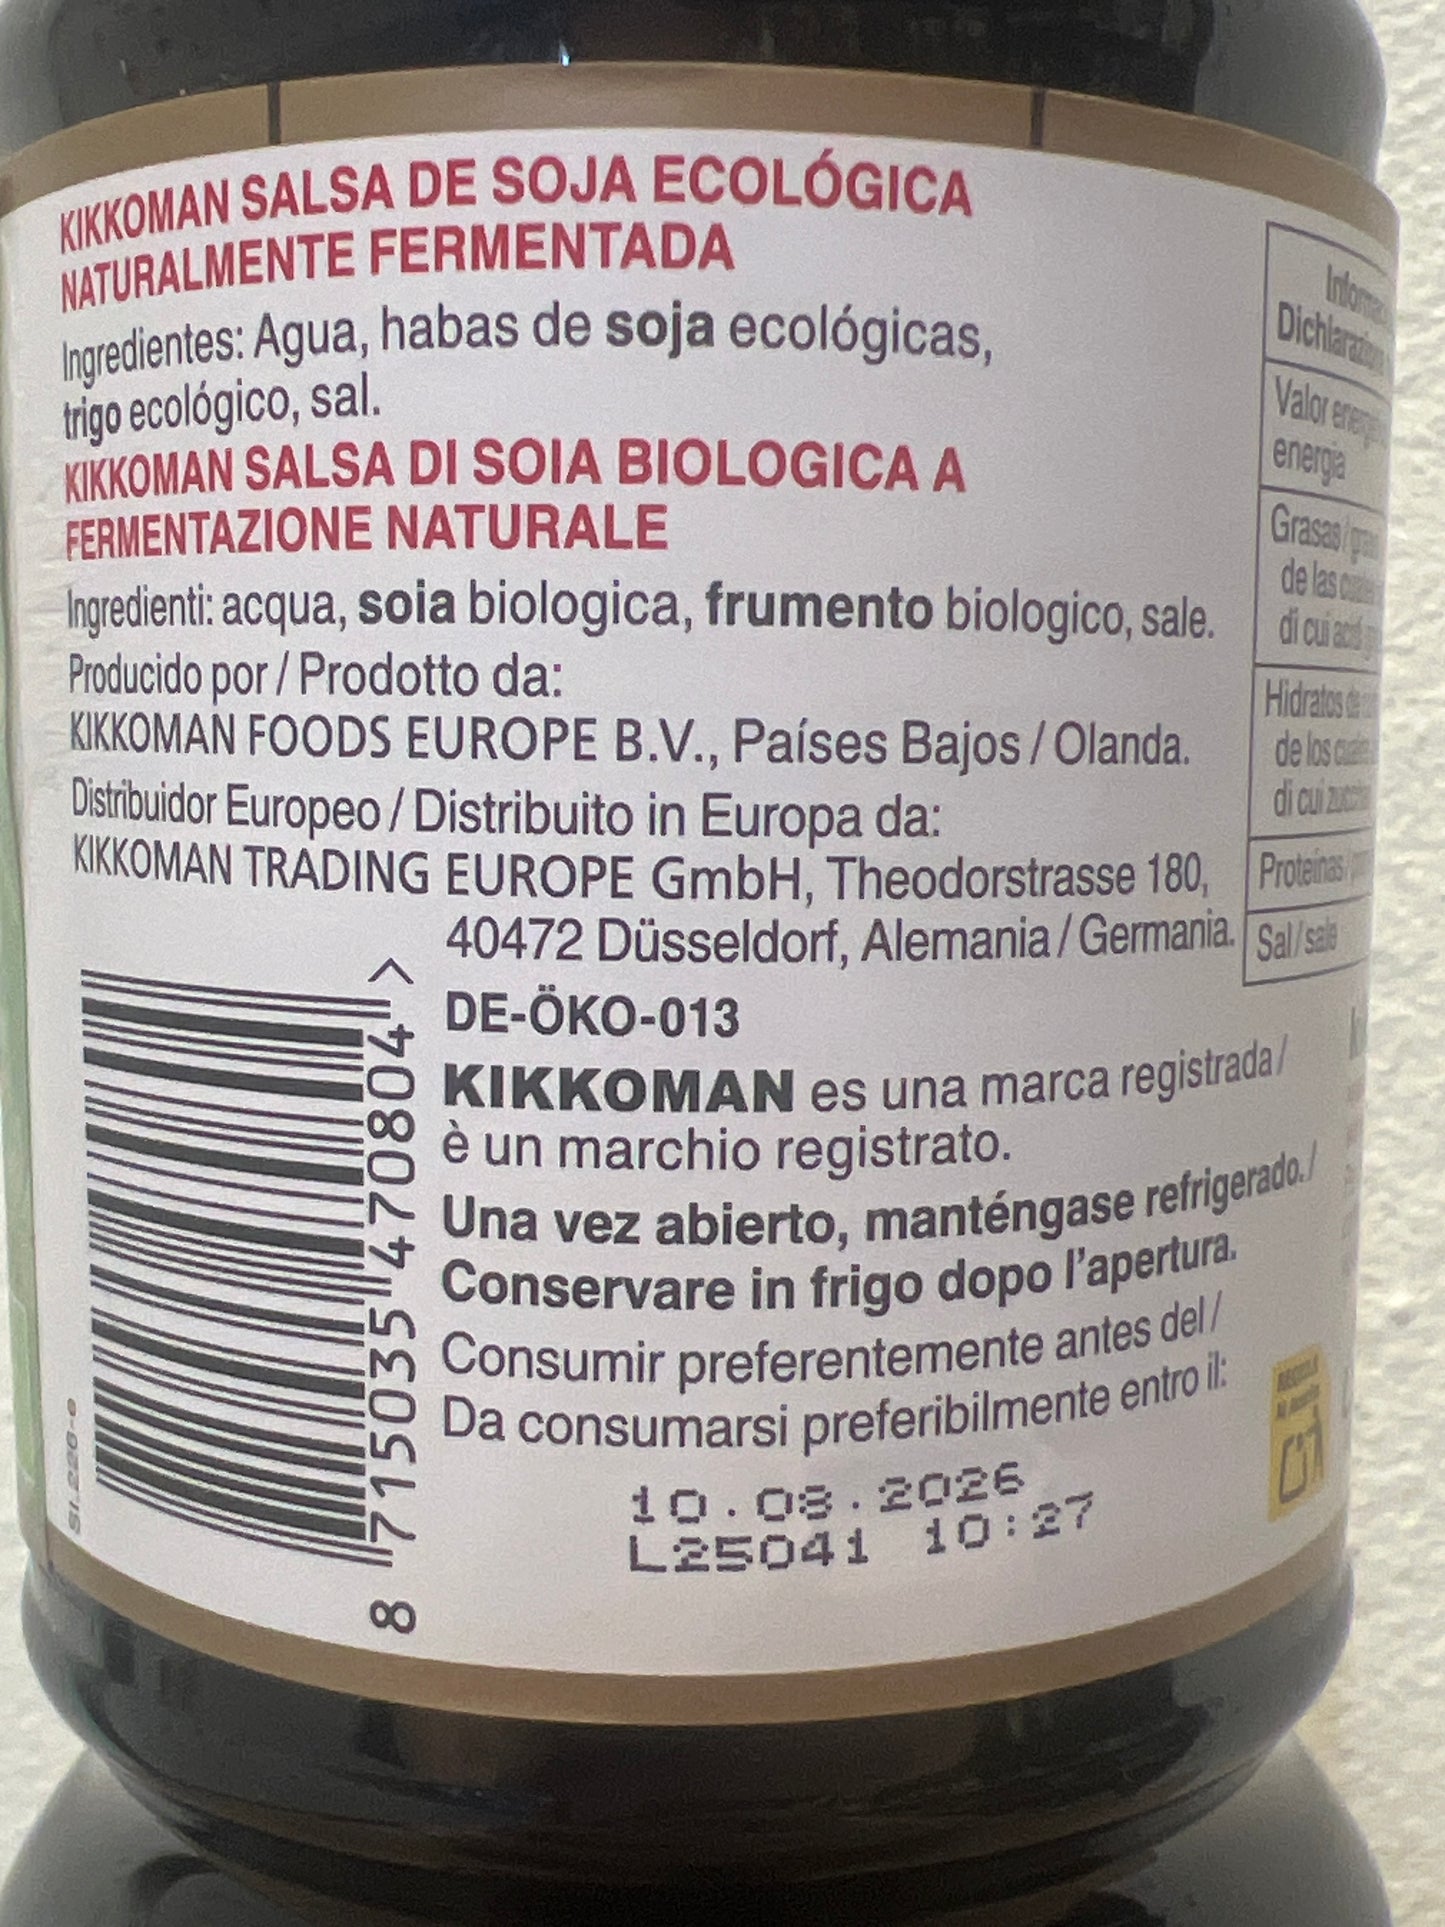 KIKKOMAN SALSA DE SOJA ECOLÓGICA
NATURALMENTE FERMENTADA
Ingredientes: Agua, habas de soja ecológicas,
trigo ecológico, sal.
KIKKOMAN SALSA DI SOIA BIOLOGICA A
FERMENTAZIONE NATURALE
Ingredienti: acqua, soia biologica, frumento biologico, sale.
Producido por / Prodotto da:
KIKKOMAN FOODS EUROPE B.V., Países Bajos / Olanda.
Distribuidor Europeo / Distribuito in Europa da:
KIKKOMAN TRADING EUROPE GmbH, Theodorstrasse 180,
40472 Düsseldorf, Alemania / Germania.
DE-ÖKO-013
KIKKOMAN es una marca registrada /
è un marchio registrato.
Una vez abierto, manténgase refrigerado. /
Conservare in frigo dopo l'apertura.
Consumir preferentemente antes del /
Da consumarsi preferibilmente entro il:
10.08.2026
L25041 10:27
8 715035 470804 >
SI.226-e
Valor
energia
Grasas /
de las
di cui
Hidratos de
de los
di cui
Proteínas /
Sal / sale